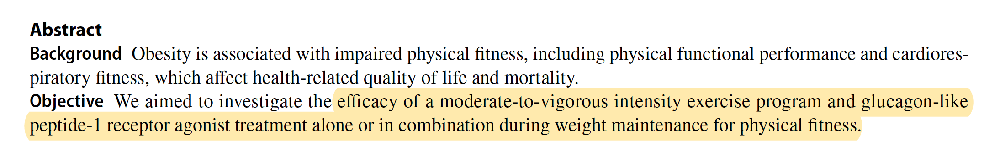 Abstract
Background Obesity is associated with impaired physical fitness, including physical functional performance and cardiores-
piratory fitness, which affect health-related quality of life and mortality.
Objective We aimed to investigate the efficacy of a moderate-to-vigorous intensity exercise program and glucagon-like
peptide-1 receptor agonist treatment alone or in combination during weight maintenance for physical fitness.